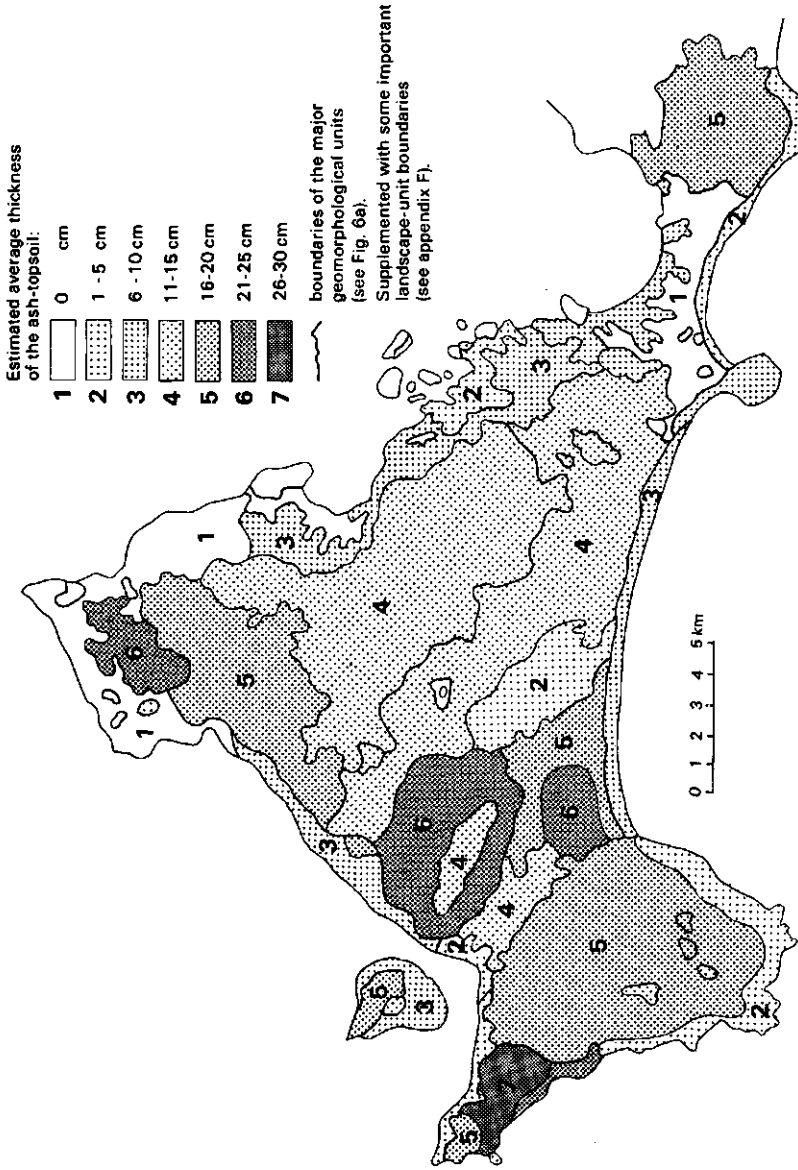 Estimated average thickness
of the ash-topsoil:
1 0 cm
2 1 - 5 cm
3 6 - 10 cm
4 11-15 cm
5 16-20 cm
6 21-25 cm
7 26-30 cm
boundaries of the major
geomorphological units
(see Fig. 6a).
Supplemented with some important
landscape-unit boundaries
(see appendix F).
1
6
1
5
3
3
4
2
3
4
6
4
2
4
2
5
6
5
3
5
3
2
4
5
2
7
5
1
2
5
0 1 2 3 4 5 km